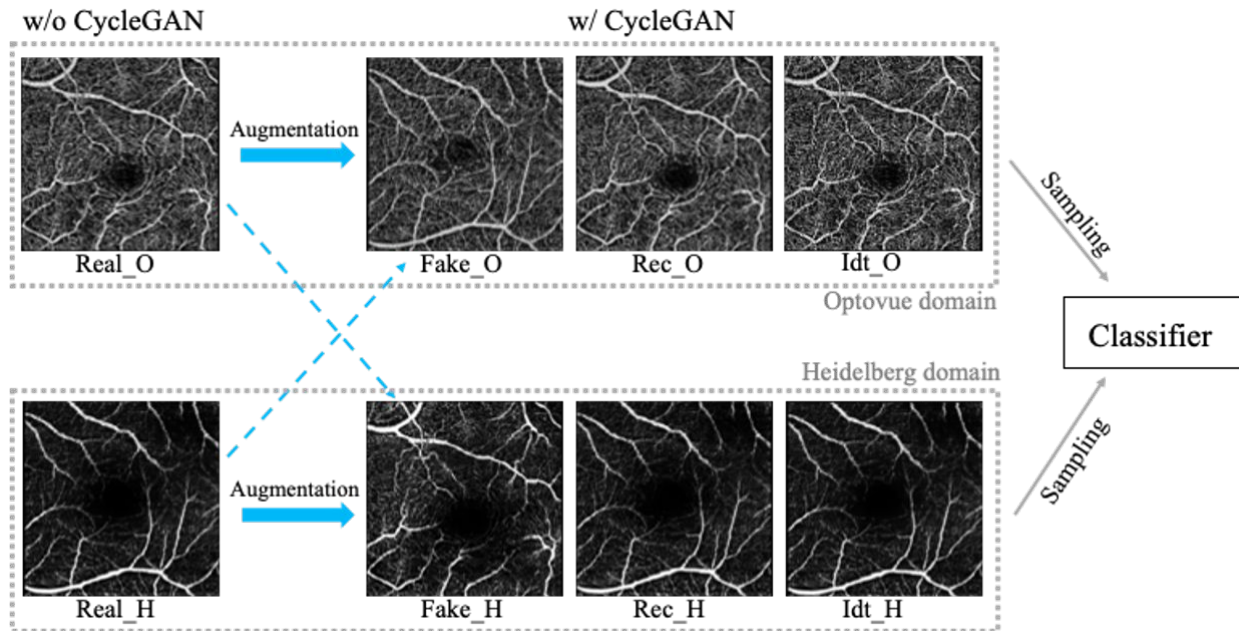 w/o CycleGAN
w/ CycleGAN
Augmentation
Real_O
Fake_O
Rec_O
Idt_O
Sampling
Optovue domain
Classifier
Heidelberg domain
Augmentation
Sampling
Real_H
Fake_H
Rec_H
Idt_H